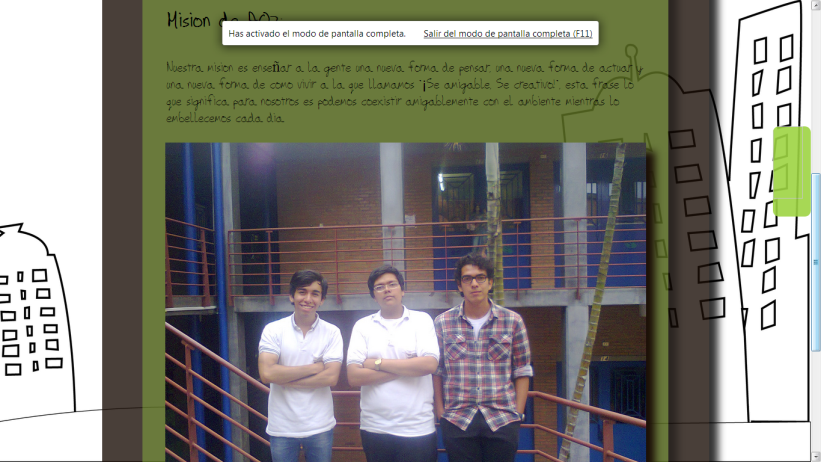 Mision de
Has activado el modo de pantalla completa. Salir del modo de pantalla completa (F11)
Nuestra mision es enseñar a la gente una nueva forma de pensar, una nueva forma de actuar y
una nueva forma de como vivir a la que llamamos "¡Se amigable, Se creativo!", esta frase lo
que significa para nosotros es podemos coexistir amigablemente con el ambiente mientras lo
embellecemos cada dia.